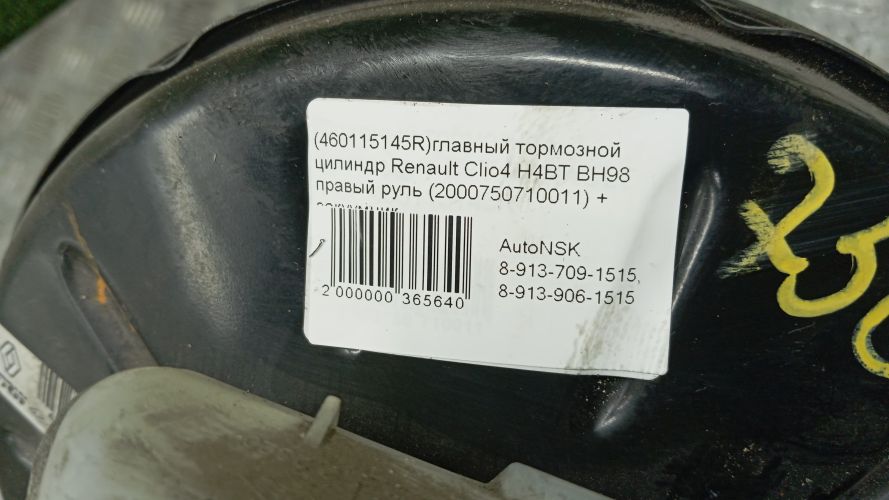 (460115145R)главный тормозной
цилиндр Renault Clio4 H4BT BH98
правый руль (2000750710011) +
AutoNSK
8-913-709-1515,
8-913-906-1515
2 000000 365640